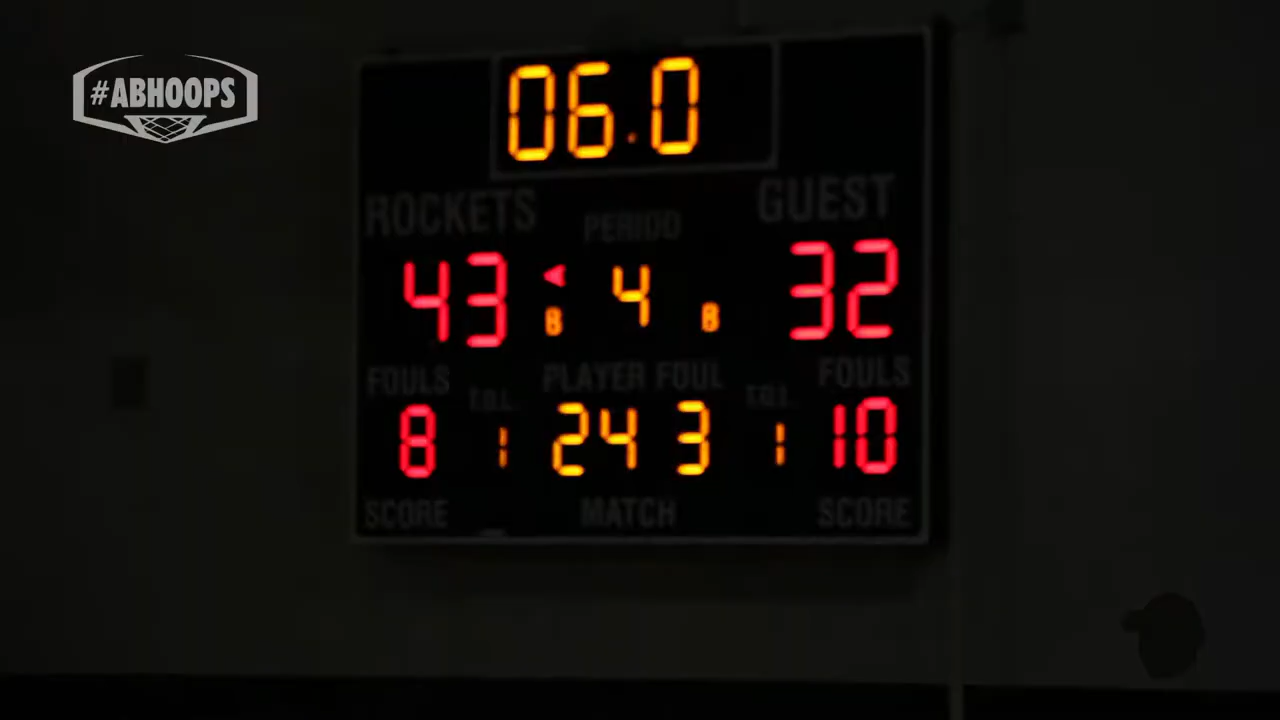 #ABHOOPS
06.0
ROCKETS PERIOD GUEST
43 4 32
B B
FOULS PLAYER FOUL FOULS
T.O.L. T.O.L.
8 1 24 3 1 10
SCORE MATCH SCORE